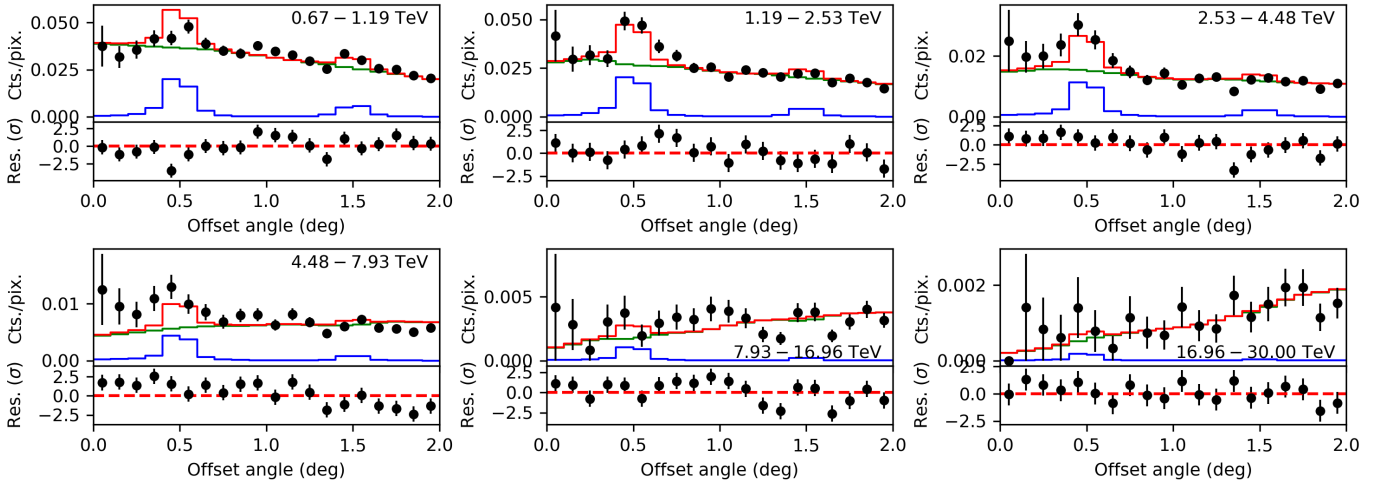 0.67 − 1.19 TeV
Cts./pix.
0.050
0.025
0.000
Res. (σ)
2.5
0.0
−2.5
0.0 0.5 1.0 1.5 2.0
Offset angle (deg)
1.19 − 2.53 TeV
Cts./pix.
0.050
0.025
0.000
Res. (σ)
2.5
0.0
−2.5
0.0 0.5 1.0 1.5 2.0
Offset angle (deg)
2.53 − 4.48 TeV
Cts./pix.
0.02
0.00
Res. (σ)
2.5
0.0
−2.5
0.0 0.5 1.0 1.5 2.0
Offset angle (deg)
4.48 − 7.93 TeV
Cts./pix.
0.01
0.00
Res. (σ)
2.5
0.0
−2.5
0.0 0.5 1.0 1.5 2.0
Offset angle (deg)
Cts./pix.
0.005
0.000
7.93 − 16.96 TeV
Res. (σ)
2.5
0.0
−2.5
0.0 0.5 1.0 1.5 2.0
Offset angle (deg)
Cts./pix.
0.002
0.000
16.96 − 30.00 TeV
Res. (σ)
2.5
0.0
−2.5
0.0 0.5 1.0 1.5 2.0
Offset angle (deg)